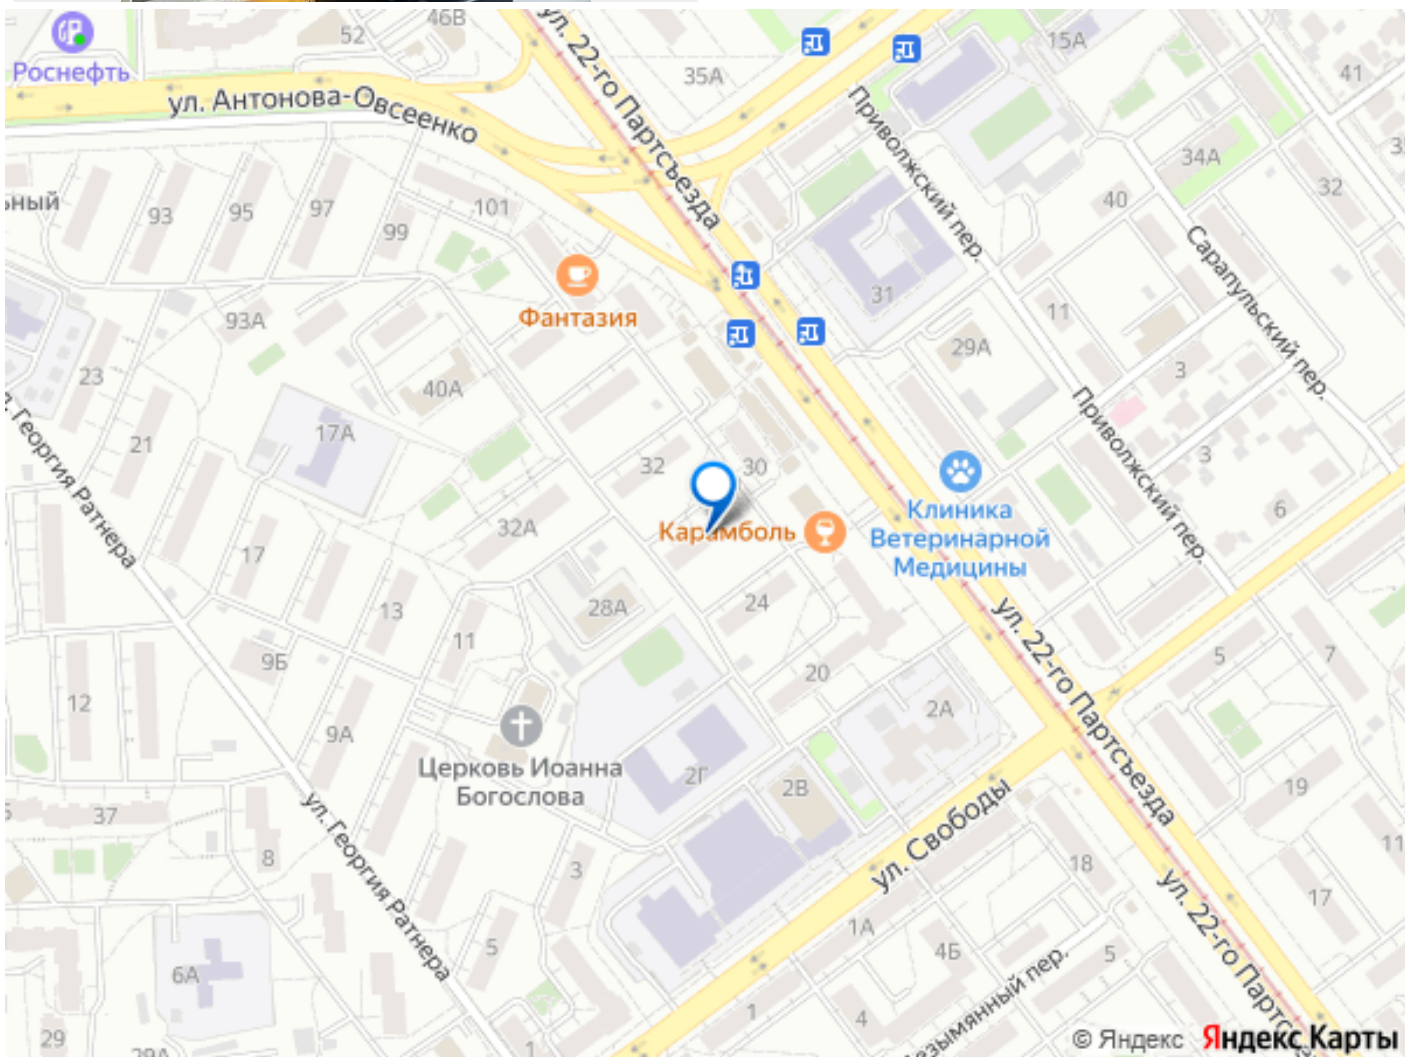 46В
52
15А
35А
41
Роснефть
ул. 22-го Партсъезда
ул. Антонова-Овсеенко
Приволжский пер.
34А
32
ьный
93
95
97
99
101
40
Сарапульский пер.
31
11
Фантазия
93А
29А
3
23
40А
17А
21
Приволжский пер.
3
ул. Георгия Ратнера
32
30
Клиника
Ветеринарной
Медицины
Карамболь
6
32А
17
13
28А
24
11
9Б
20
ул. 22-го Партсъезда
5
7
12
9А
2А
Церковь Иоанна
Богослова
2Г
2В
19
37
ул. Георгия Ратнера
8
ул. Свободы
11
3
18
17
ул. 22-го Партс
1А
5
6А
4Б
5
Безымянный пер.
1
4
29
29А
© Яндекс Яндекс Карты